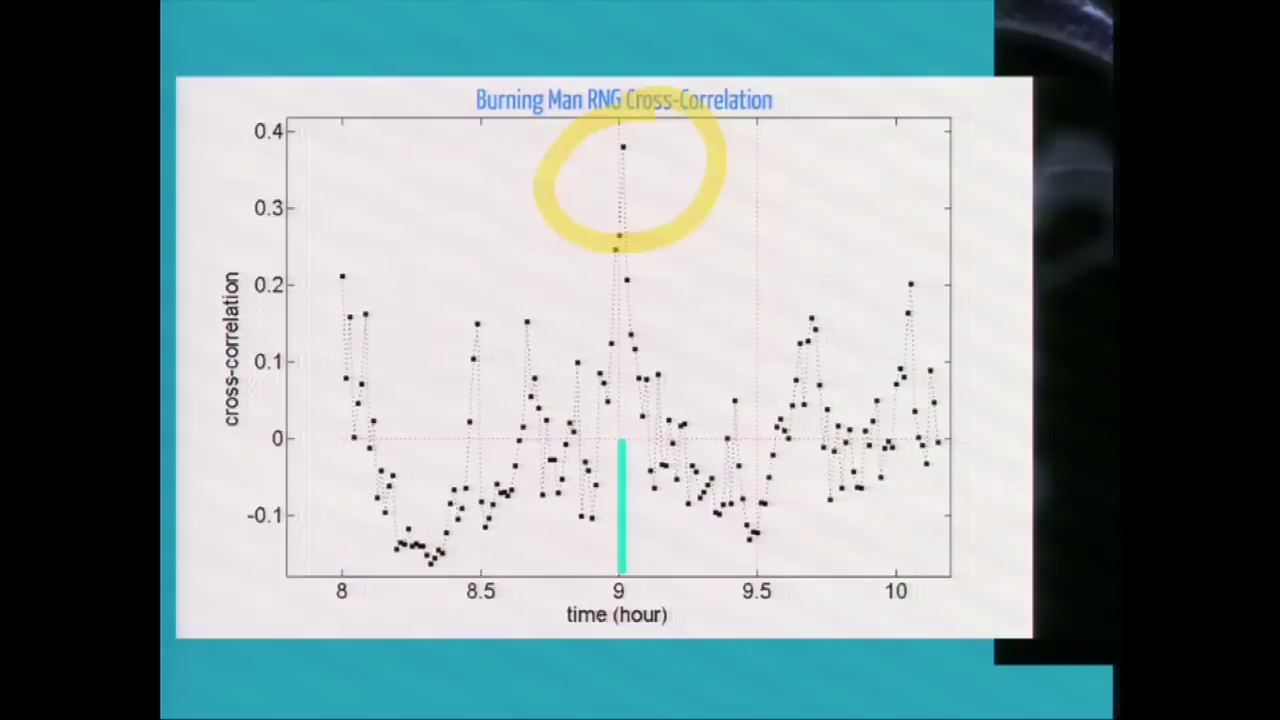 Burning Man RNG Cross-Correlation
0.4
0.3
0.2
0.1
0
-0.1
cross-correlation
8 8.5 9 9.5 10
time (hour)